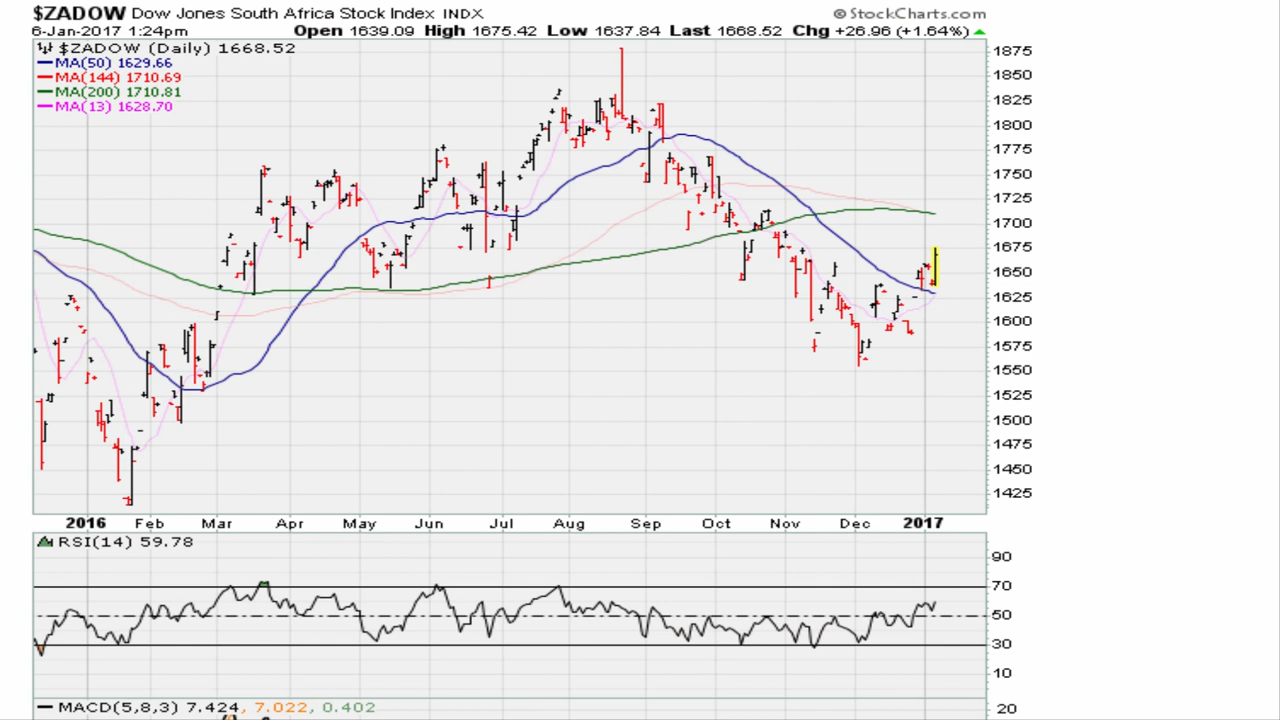 $ZADOW Dow Jones South Africa Stock Index INDX
© StockCharts.com
6-Jan-2017 1:24pm
Open 1639.09 High 1675.42 Low 1637.84 Last 1668.52 Chg +26.96 (+1.64%)
$ZADOW (Daily) 1668.52
MA(50) 1629.66
MA(144) 1710.69
MA(200) 1710.81
MA(13) 1628.70
1875
1850
1825
1800
1775
1750
1725
1700
1675
1650
1625
1600
1575
1550
1525
1500
1475
1450
1425
2016 Feb Mar Apr May Jun Jul Aug Sep Oct Nov Dec 2017
RSI(14) 59.78
90
70
50
30
10
MACD(5,8,3) 7.424, 7.022, 0.402
20